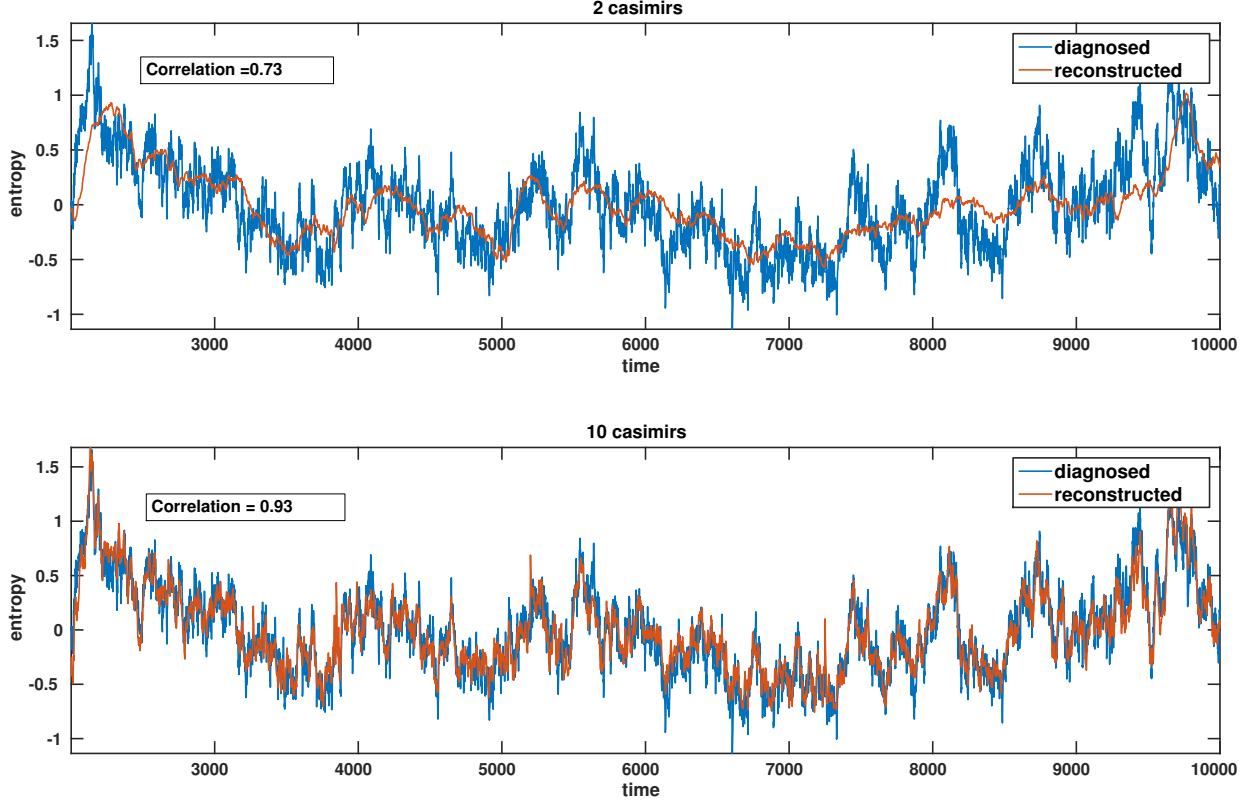 2 casimirs
1.5
1
0.5
0
-0.5
-1
entropy
Correlation =0.73
diagnosed
reconstructed
3000 4000 5000 6000 7000 8000 9000 10000
time
10 casimirs
1.5
1
0.5
0
-0.5
-1
entropy
Correlation = 0.93
diagnosed
reconstructed
3000 4000 5000 6000 7000 8000 9000 10000
time